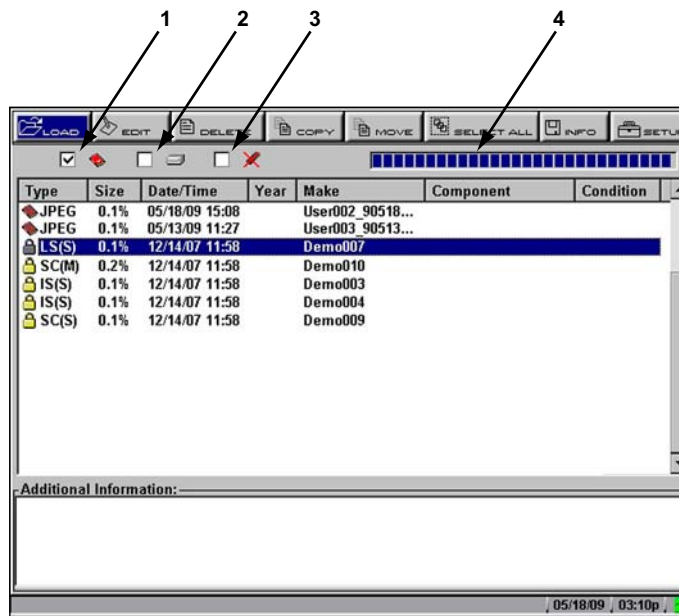 1 2 3 4
LOAD EDIT DELETE COPY MOVE SELECT ALL INFO SETU
Type Size Date/Time Year Make Component Condition
JPEG 0.1% 05/18/09 15:08 User002_90518...
JPEG 0.1% 05/13/09 11:27 User003_90513...
LS(S) 0.1% 12/14/07 11:58 Demo007
SC(M) 0.2% 12/14/07 11:58 Demo010
IS(S) 0.1% 12/14/07 11:58 Demo003
IS(S) 0.1% 12/14/07 11:58 Demo004
SC(S) 0.1% 12/14/07 11:58 Demo009
Additional Information:
05/18/09 03:10p